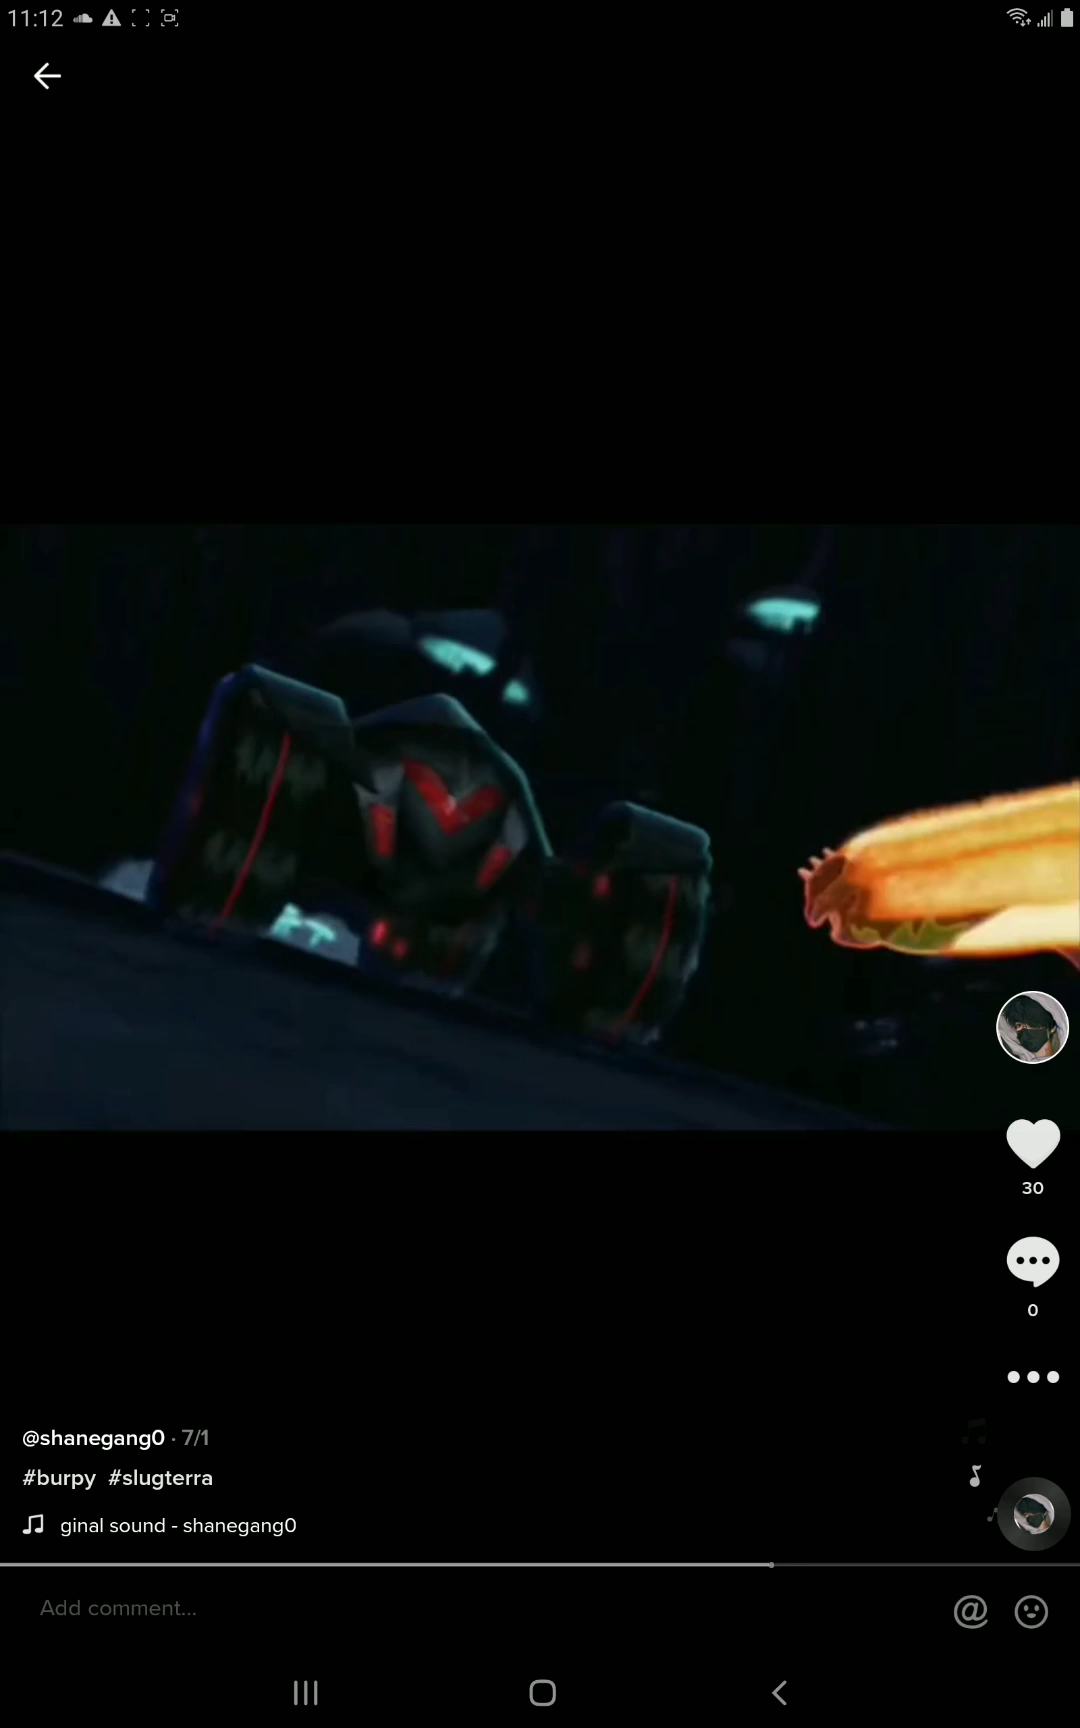 11:12
30
0
@shanegang0 · 7/1
#burpy #slugterra
ginal sound - shanegang0
Add comment...